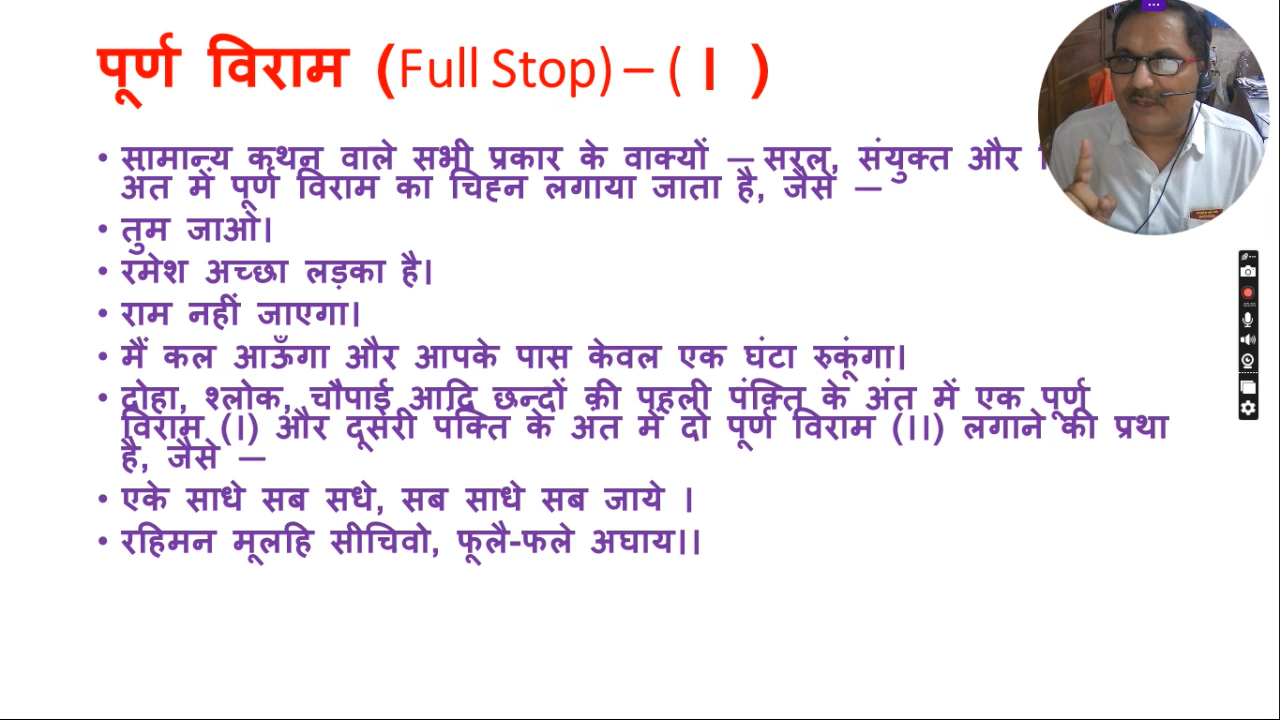 पूर्ण विराम (Full Stop) – ( । )
• सामान्य कथन वाले सभी प्रकार के वाक्यों — सरल, संयुक्त और
अंत में पूर्ण विराम का चिह्न लगाया जाता है, जैसे —
• तुम जाओ।
• रमेश अच्छा लड़का है।
• राम नहीं जाएगा।
• मैं कल आऊँगा और आपके पास केवल एक घंटा रुकूंगा।
• दोहा, श्लोक, चौपाई आदि छन्दों की पहली पंक्ति के अंत में एक पूर्ण
विराम (।) और दूसरी पंक्ति के अंत में दो पूर्ण विराम (।।) लगाने की प्रथा
है, जैसे —
• एके साधे सब सधे, सब साधे सब जाये ।
• रहिमन मूलहि सीचिवो, फूलै-फले अघाय।।